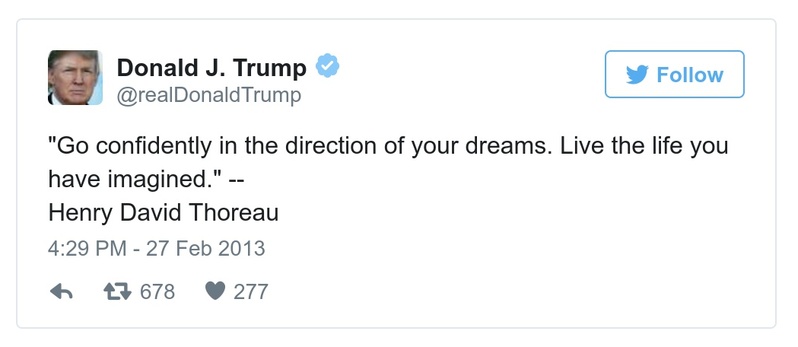 Donald J. Trump
@realDonaldTrump
Follow
"Go confidently in the direction of your dreams. Live the life you
have imagined." --
Henry David Thoreau
4:29 PM - 27 Feb 2013
678 277